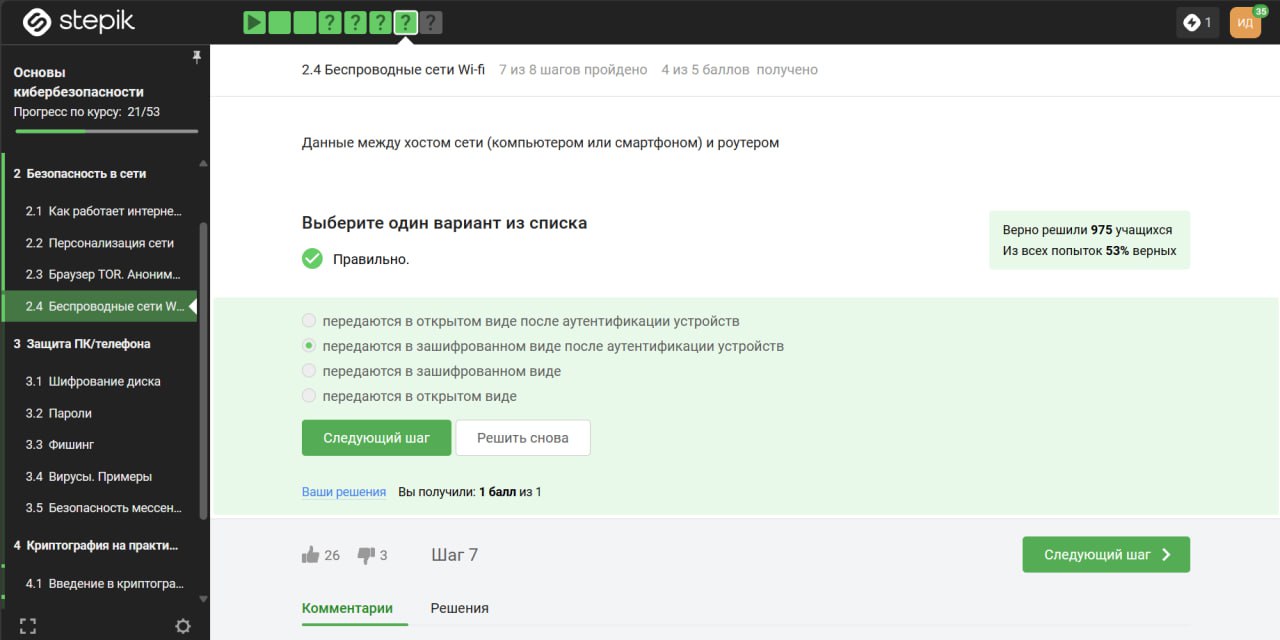 stepik
? ? ? ? ?
1
ИД
35
Основы
кибербезопасности
Прогресс по курсу: 21/53
2 Безопасность в сети
2.1 Как работает интерне...
2.2 Персонализация сети
2.3 Браузер TOR. Аноним...
2.4 Беспроводные сети W...
3 Защита ПК/телефона
3.1 Шифрование диска
3.2 Пароли
3.3 Фишинг
3.4 Вирусы. Примеры
3.5 Безопасность мессен...
4 Криптография на практи...
4.1 Введение в криптогра...
2.4 Беспроводные сети Wi-fi 7 из 8 шагов пройдено 4 из 5 баллов получено
Данные между хостом сети (компьютером или смартфоном) и роутером
Выберите один вариант из списка
Правильно.
Верно решили 975 учащихся
Из всех попыток 53% верных
передаются в открытом виде после аутентификации устройств
передаются в зашифрованном виде после аутентификации устройств
передаются в зашифрованном виде
передаются в открытом виде
Следующий шаг Решить снова
Ваши решения Вы получили: 1 балл из 1
26 3 Шаг 7
Следующий шаг
Комментарии Решения